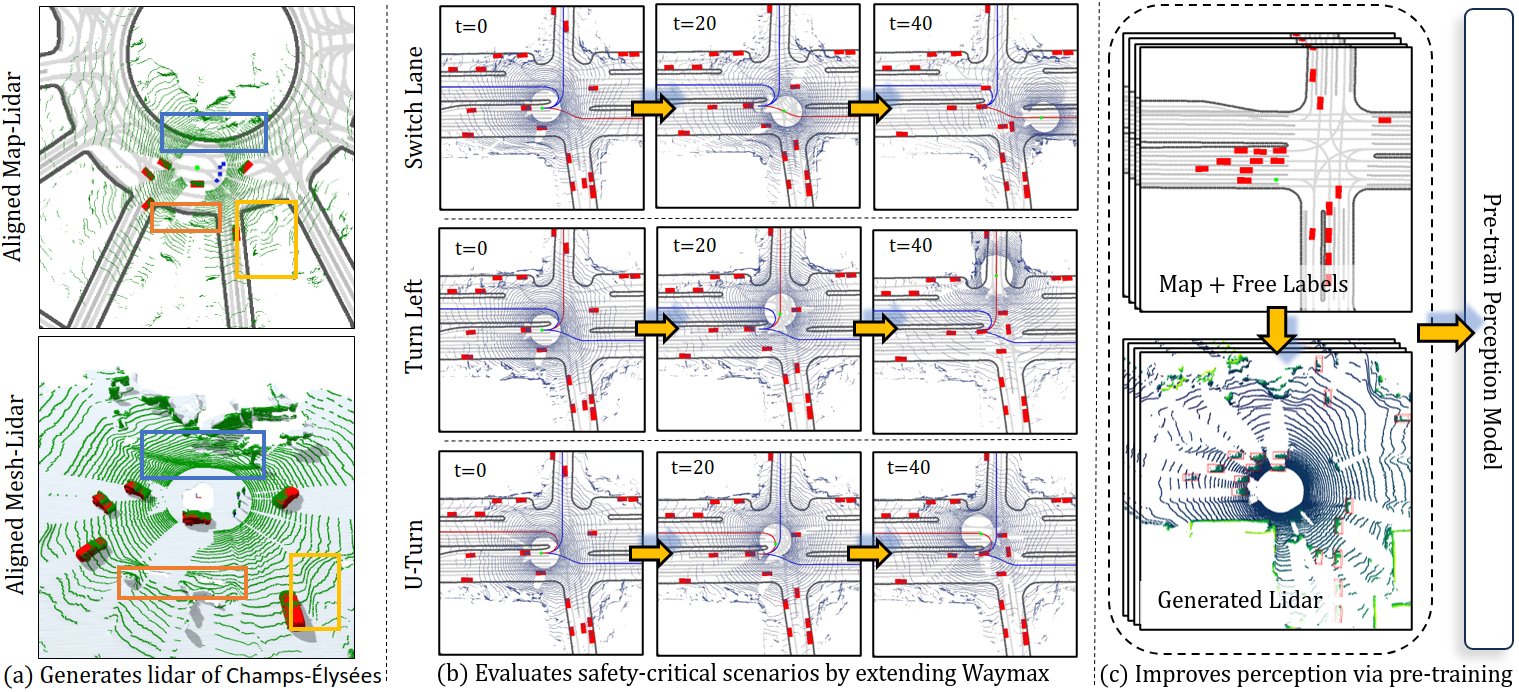 Aligned Map-Lidar
Aligned Mesh-Lidar
(a) Generates lidar of Champs-Élysées
Switch Lane
t=0
t=20
t=40
Turn Left
t=0
t=20
t=40
U-Turn
t=0
t=20
t=40
(b) Evaluates safety-critical scenarios by extending Waymax
Map + Free Labels
Generated Lidar
Pre-train Perception Model
(c) Improves perception via pre-training